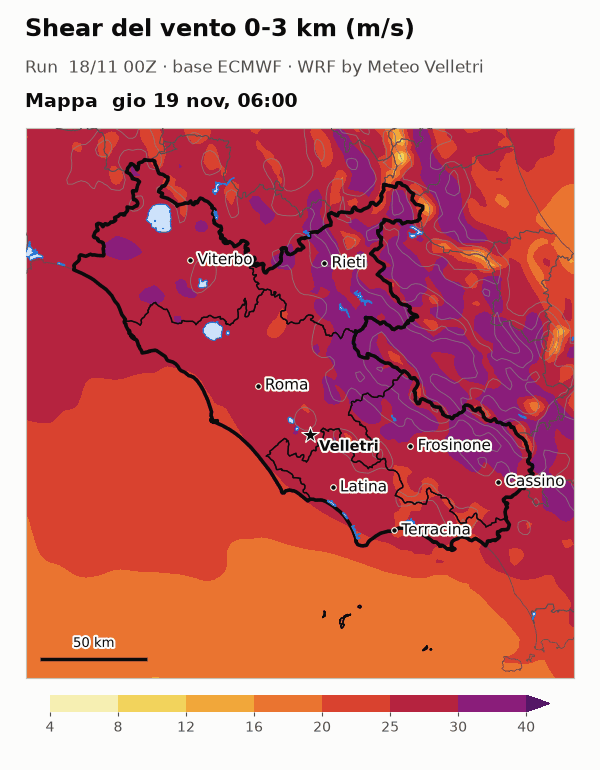 Shear del vento 0-3 km (m/s)
Run 18/11 00Z · base ECMWF · WRF by Meteo Velletri
Mappa gio 19 nov, 06:00
Viterbo
Rieti
Roma
Velletri
Frosinone
Latina
Cassino
Terracina
50 km
4 8 12 16 20 25 30 40